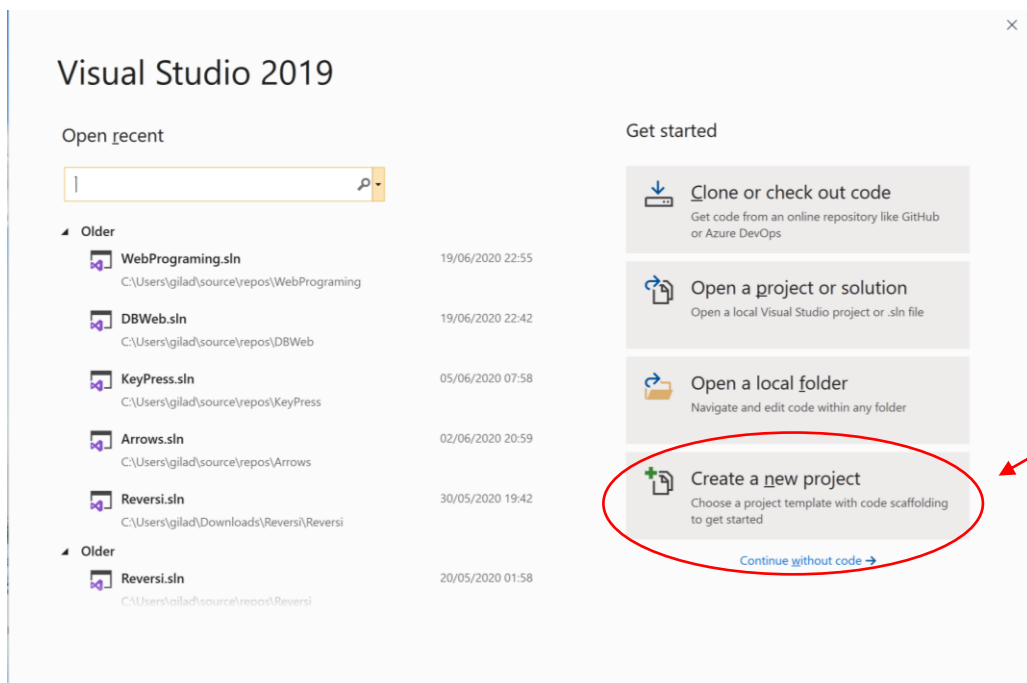 Visual Studio 2019
Open recent
Older
WebPrograming.sln 19/06/2020 22:55
C:\Users\gilad\source\repos\WebPrograming
DBWeb.sln 19/06/2020 22:42
C:\Users\gilad\source\repos\DBWeb
KeyPress.sln 05/06/2020 07:58
C:\Users\gilad\source\repos\KeyPress
Arrows.sln 02/06/2020 20:59
C:\Users\gilad\source\repos\Arrows
Reversi.sln 30/05/2020 19:42
C:\Users\gilad\Downloads\Reversi\Reversi
Older
Reversi.sln 20/05/2020 01:58
C:\Users\gilad\source\repos\Reversi
Get started
Clone or check out code
Get code from an online repository like GitHub
or Azure DevOps
Open a project or solution
Open a local Visual Studio project or .sln file
Open a local folder
Navigate and edit code within any folder
Create a new project
Choose a project template with code scaffolding
to get started
Continue without code →